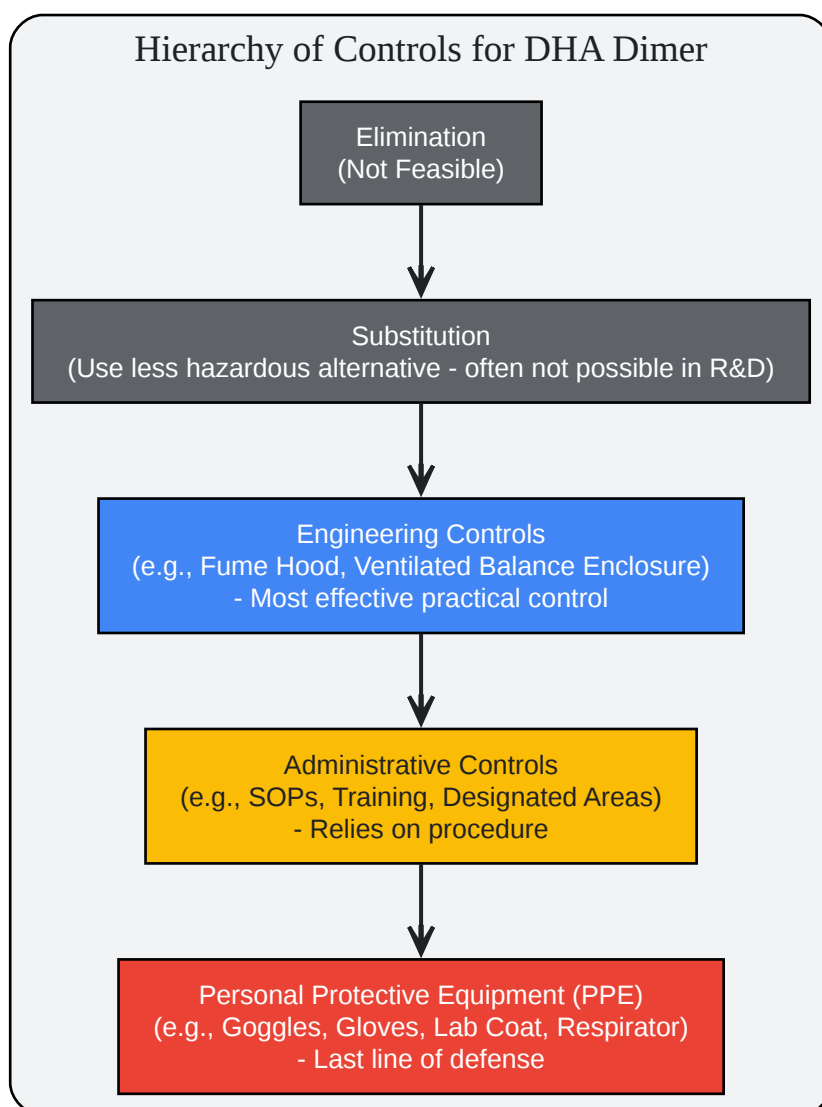 Hierarchy of Controls for DHA Dimer
Elimination
(Not Feasible)
Substitution
(Use less hazardous alternative - often not possible in R&D)
Engineering Controls
(e.g., Fume Hood, Ventilated Balance Enclosure)
- Most effective practical control
Administrative Controls
(e.g., SOPs, Training, Designated Areas)
- Relies on procedure
Personal Protective Equipment (PPE)
(e.g., Goggles, Gloves, Lab Coat, Respirator)
- Last line of defense